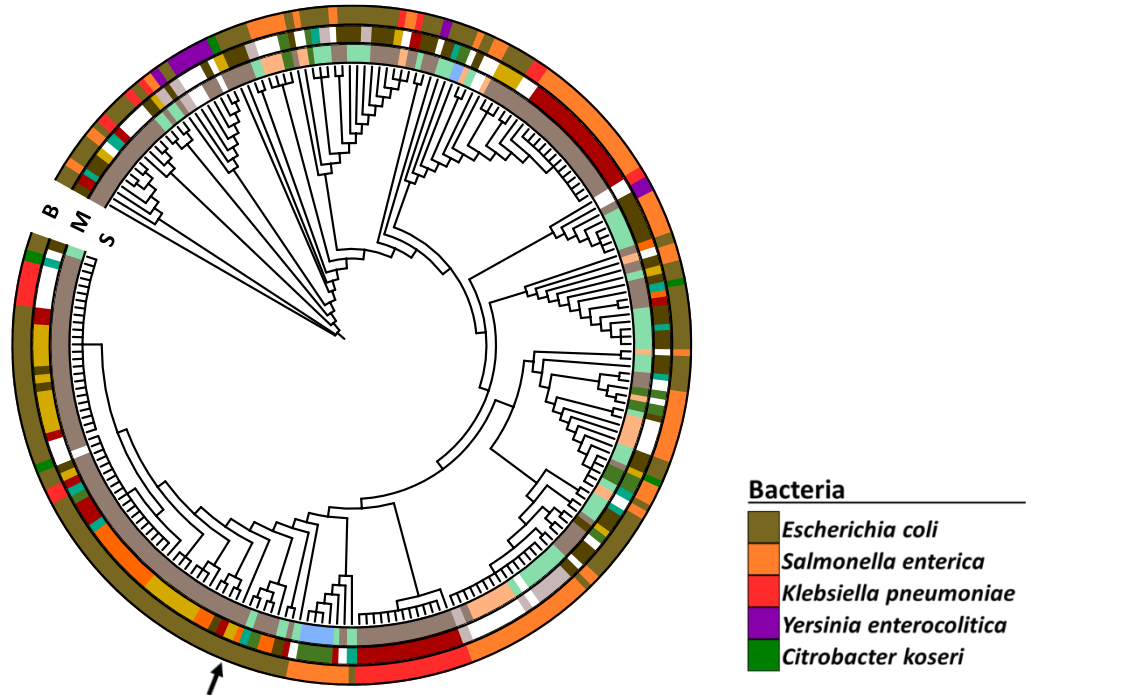 B
M
S
Bacteria
Escherichia coli
Salmonella enterica
Klebsiella pneumoniae
Yersinia enterocolitica
Citrobacter koseri